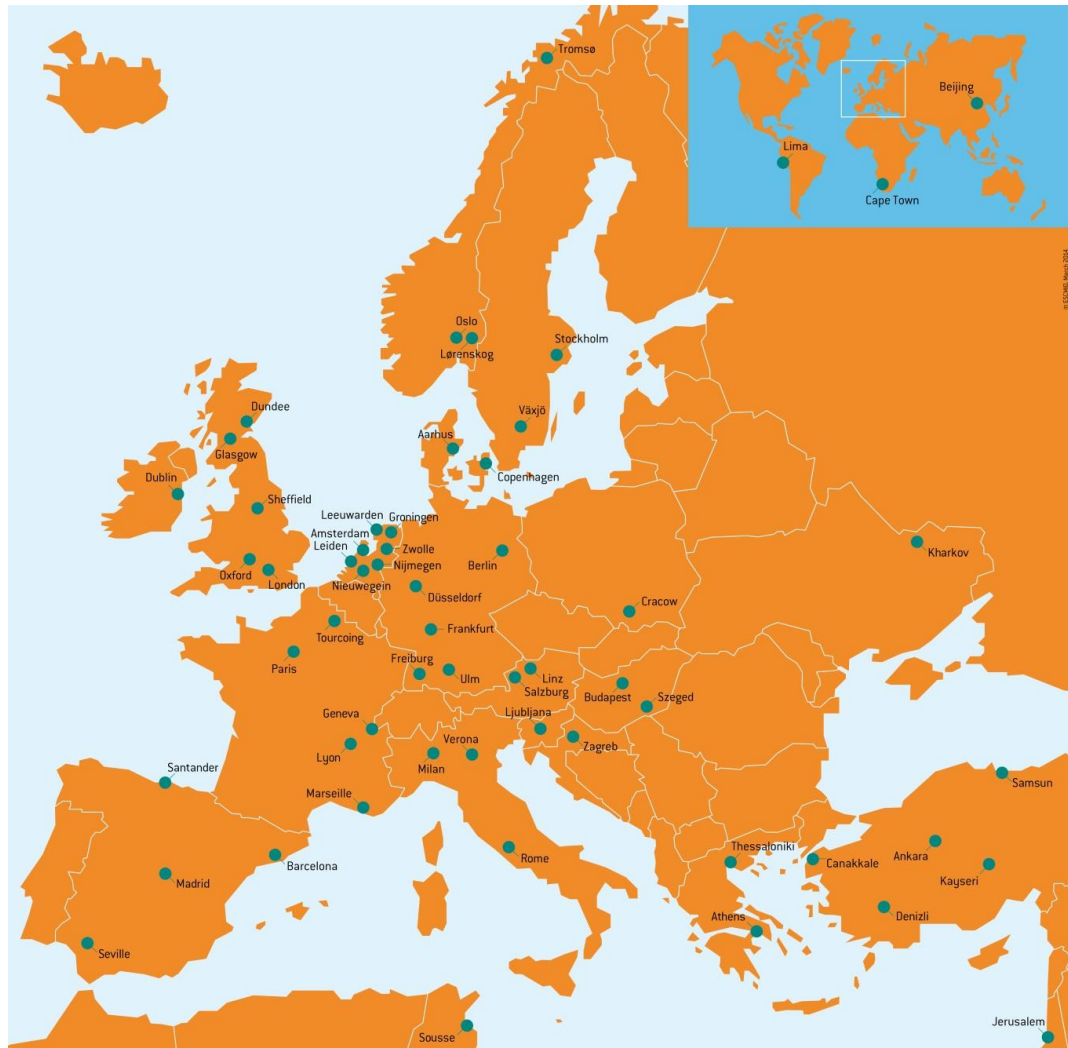 Tromsø
Beijing
Lima
Cape Town
© ESCMID, March 2014
Oslo
Lørenskog
Stockholm
Dundee
Växjö
Aarhus
Glasgow
Copenhagen
Dublin
Sheffield
Leeuwarden
Groningen
Amsterdam
Leiden
Zwolle
Kharkov
Oxford
Nijmegen
Berlin
London
Nieuwegein
Düsseldorf
Cracow
Tourcoing
Frankfurt
Paris
Freiburg
Ulm
Linz
Salzburg
Budapest
Szeged
Geneva
Ljubljana
Verona
Zagreb
Lyon
Milan
Santander
Samsun
Marseille
Thessaloniki
Ankara
Barcelona
Rome
Canakkale
Madrid
Kayseri
Athens
Denizli
Seville
Jerusalem
Sousse